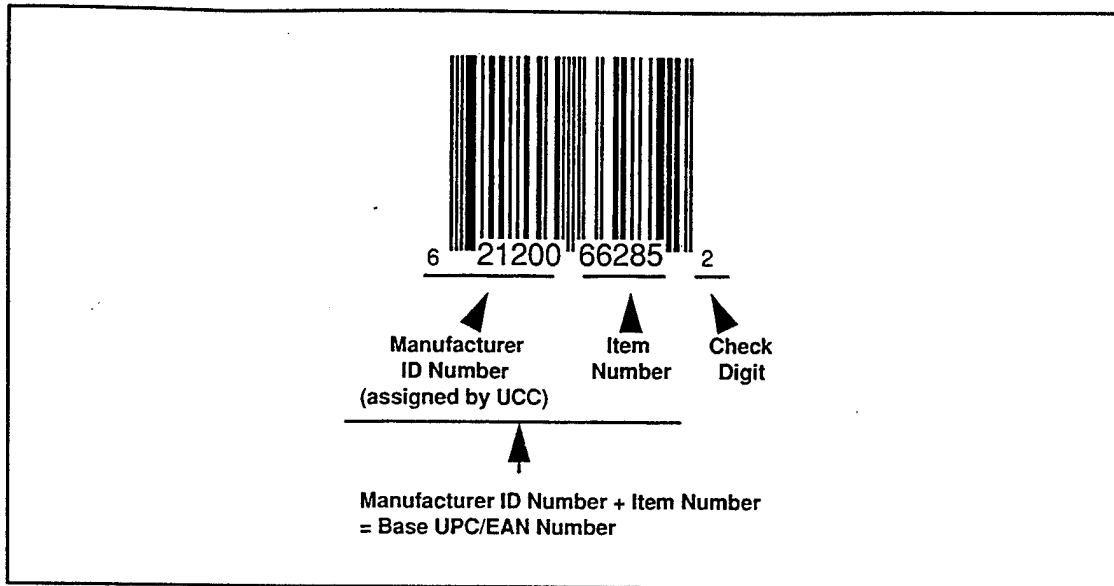 6 21200 66285 2
Manufacturer
ID Number
(assigned by UCC)
Item
Number
Check
Digit
Manufacturer ID Number + Item Number
= Base UPC/EAN Number